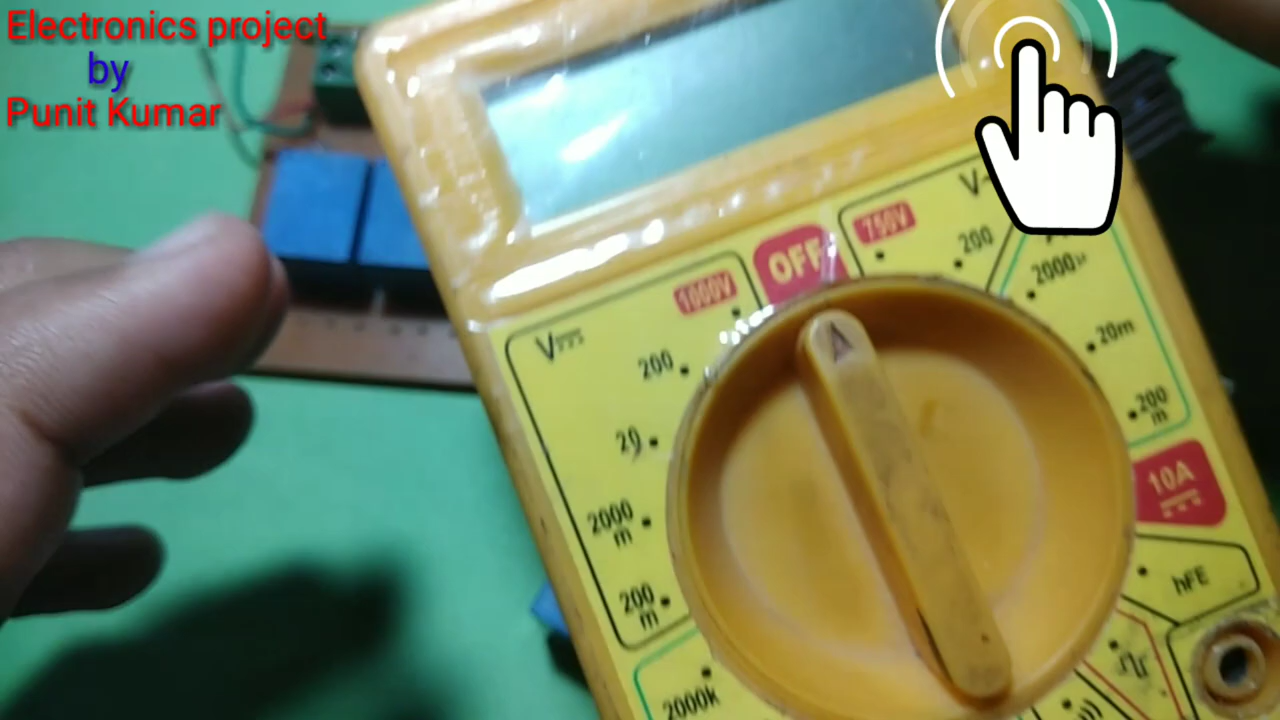 Electronics project
by
Punit Kumar
OFF
750V
V~
200
1000V
V
200
20
2000
m
200
m
2000k
2000µ
20m
200
m
10A
hFE
A